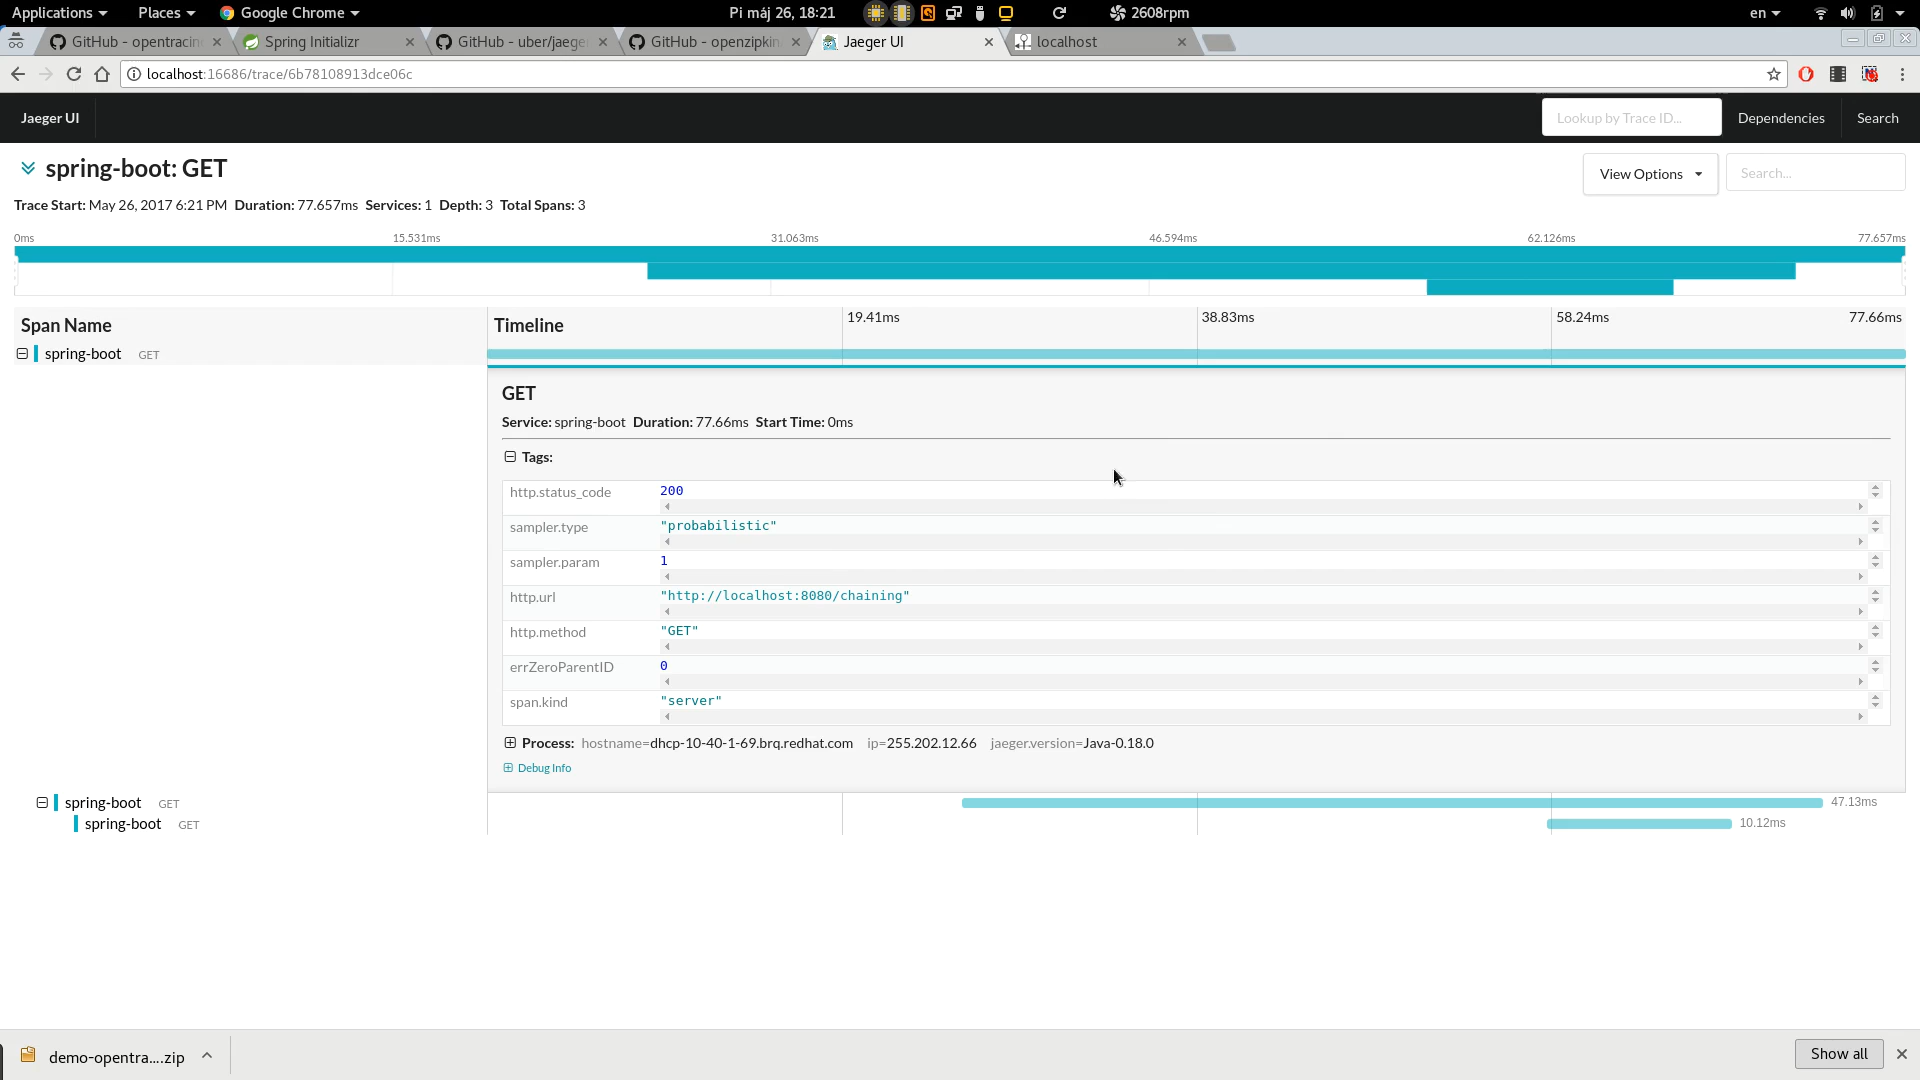 Applications Places Google Chrome Pi máj 26, 18:21 2608rpm en
GitHub - opentracin Spring Initializr GitHub - uber/jaege GitHub - openzipkin Jaeger UI localhost
localhost:16686/trace/6b78108913dce06c
Jaeger UI Lookup by Trace ID... Dependencies Search
spring-boot: GET View Options Search...
Trace Start: May 26, 2017 6:21 PM Duration: 77.657ms Services: 1 Depth: 3 Total Spans: 3
0ms 15.531ms 31.063ms 46.594ms 62.126ms 77.657ms
Span Name Timeline 19.41ms 38.83ms 58.24ms 77.66ms
spring-boot GET
GET
Service: spring-boot Duration: 77.66ms Start Time: 0ms
Tags:
http.status_code 200
sampler.type "probabilistic"
sampler.param 1
http.url "http://localhost:8080/chaining"
http.method "GET"
errZeroParentID 0
span.kind "server"
Process: hostname=dhcp-10-40-1-69.brq.redhat.com ip=255.202.12.66 jaeger.version=Java-0.18.0
Debug Info
spring-boot GET 47.13ms
spring-boot GET 10.12ms
demo-opentra....zip Show all